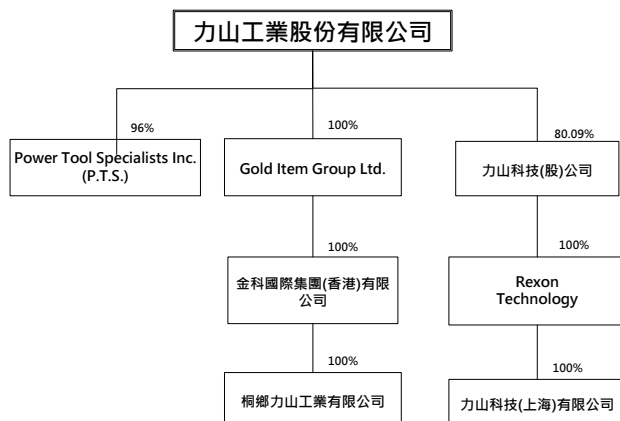 力山工業股份有限公司
96%
100%
80.09%
Power Tool Specialists Inc.
(P.T.S.)
Gold Item Group Ltd.
力山科技(股)公司
100%
100%
金科國際集團(香港)有限
公司
Rexon
Technology
100%
100%
桐鄉力山工業有限公司
力山科技(上海)有限公司